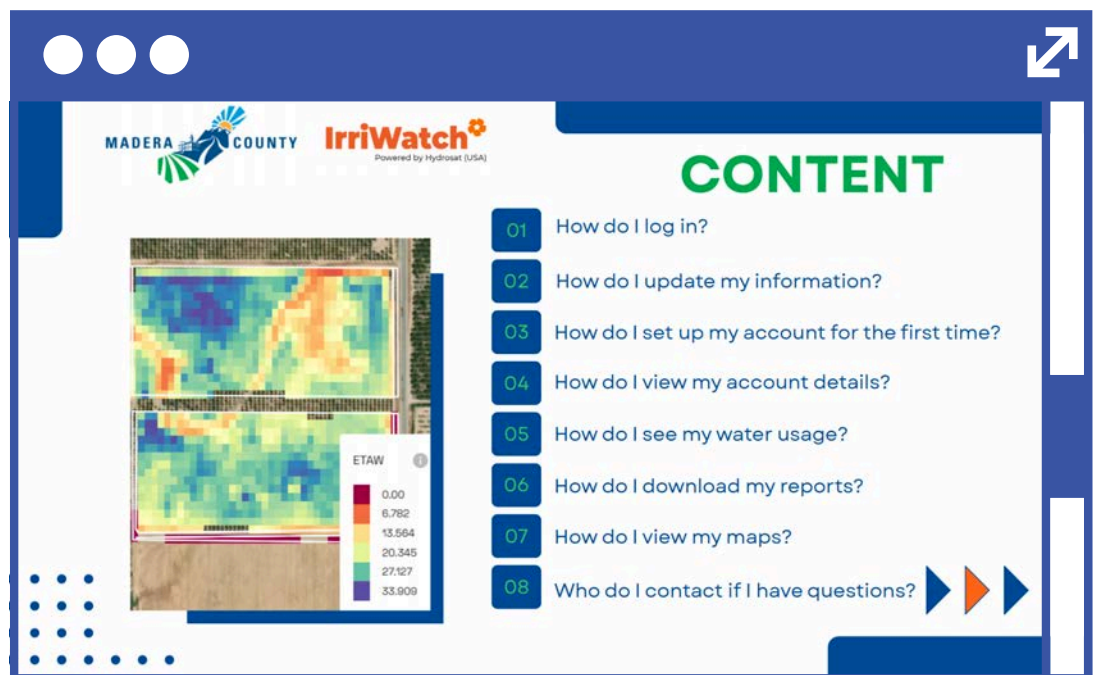 MADERA COUNTY
IrriWatch
Powered by Hydrosat (USA)
CONTENT
01 How do I log in?
02 How do I update my information?
03 How do I set up my account for the first time?
04 How do I view my account details?
05 How do I see my water usage?
06 How do I download my reports?
07 How do I view my maps?
08 Who do I contact if I have questions?
ETAW i
0.00
6.782
13.564
20.345
27.127
33.909